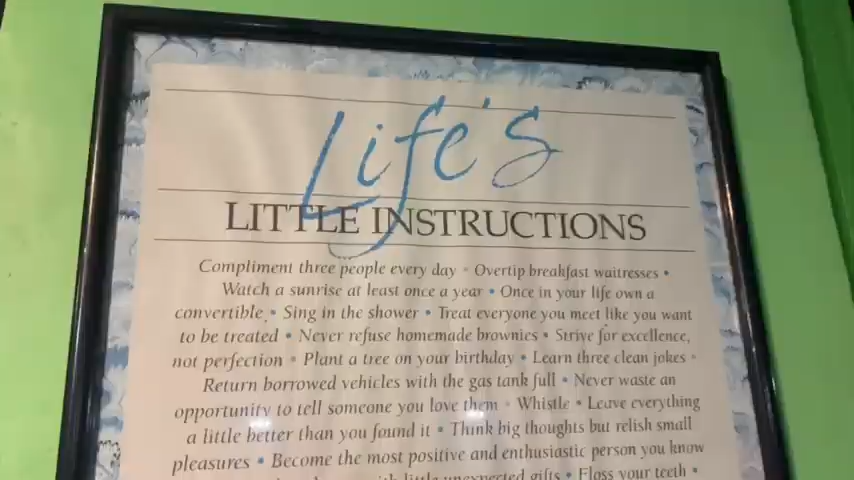 Life's
LITTLE INSTRUCTIONS
Compliment three people every day • Overtip breakfast waitresses •
Watch a sunrise at least once a year • Once in your life own a
convertible • Sing in the shower • Treat everyone you meet like you want
to be treated • Never refuse homemade brownies • Strive for excellence,
not perfection • Plant a tree on your birthday • Learn three clean jokes •
Return borrowed vehicles with the gas tank full • Never waste an
opportunity to tell someone you love them • Whistle • Leave everything
a little better than you found it • Think big thoughts but relish small
pleasures • Become the most positive and enthusiastic person you know
with little unexpected gifts • Floss your teeth •